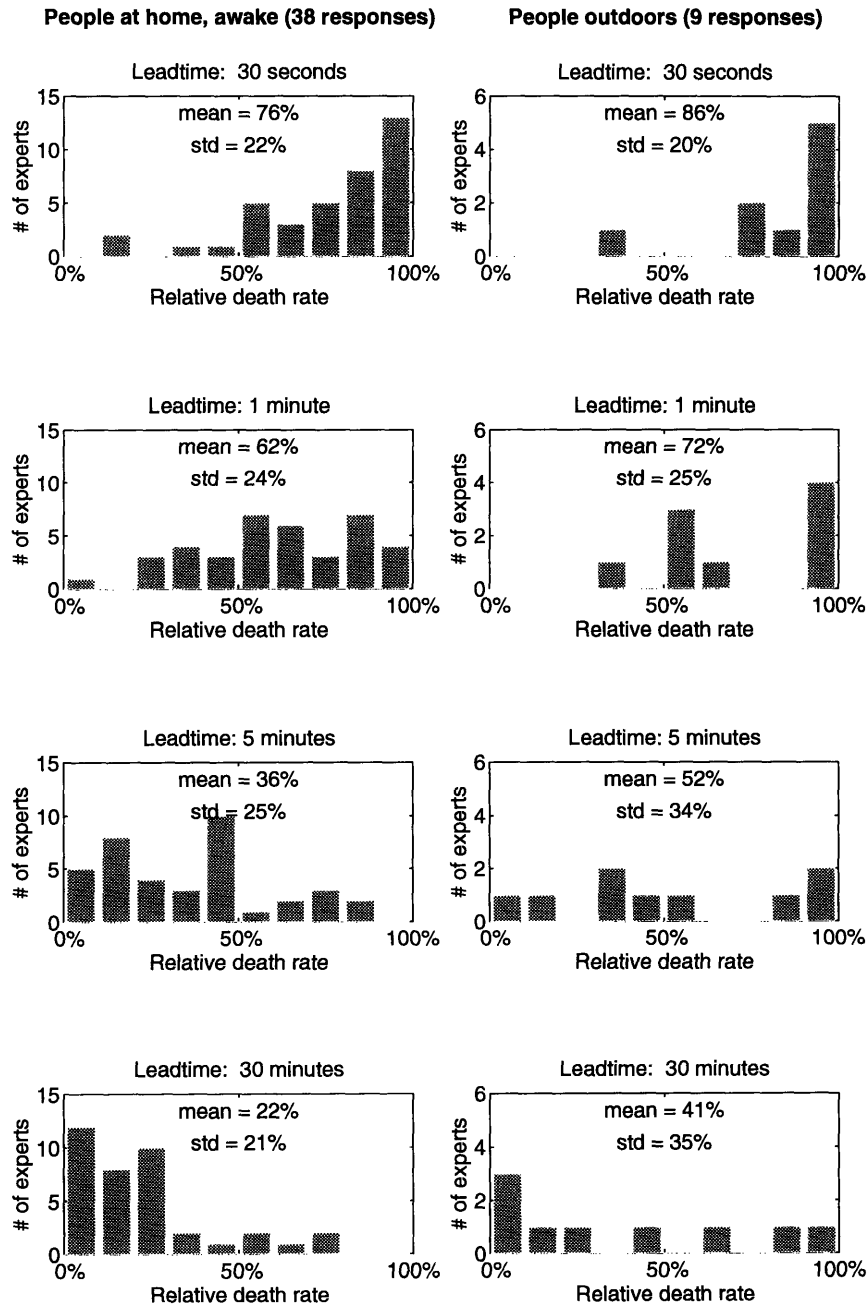 People at home, awake (38 responses)
People outdoors (9 responses)
Leadtime: 30 seconds
mean = 76%
std = 22%
15
10
5
0
# of experts
0%
50%
100%
Relative death rate
Leadtime: 30 seconds
mean = 86%
std = 20%
6
4
2
0
# of experts
0%
50%
100%
Relative death rate
Leadtime: 1 minute
mean = 62%
std = 24%
15
10
5
0
# of experts
0%
50%
100%
Relative death rate
Leadtime: 1 minute
mean = 72%
std = 25%
6
4
2
0
# of experts
0%
50%
100%
Relative death rate
Leadtime: 5 minutes
mean = 36%
std = 25%
15
10
5
0
# of experts
0%
50%
100%
Relative death rate
Leadtime: 5 minutes
mean = 52%
std = 34%
6
4
2
0
# of experts
0%
50%
100%
Relative death rate
Leadtime: 30 minutes
mean = 22%
std = 21%
15
10
5
0
# of experts
0%
50%
100%
Relative death rate
Leadtime: 30 minutes
mean = 41%
std = 35%
6
4
2
0
# of experts
0%
50%
100%
Relative death rate